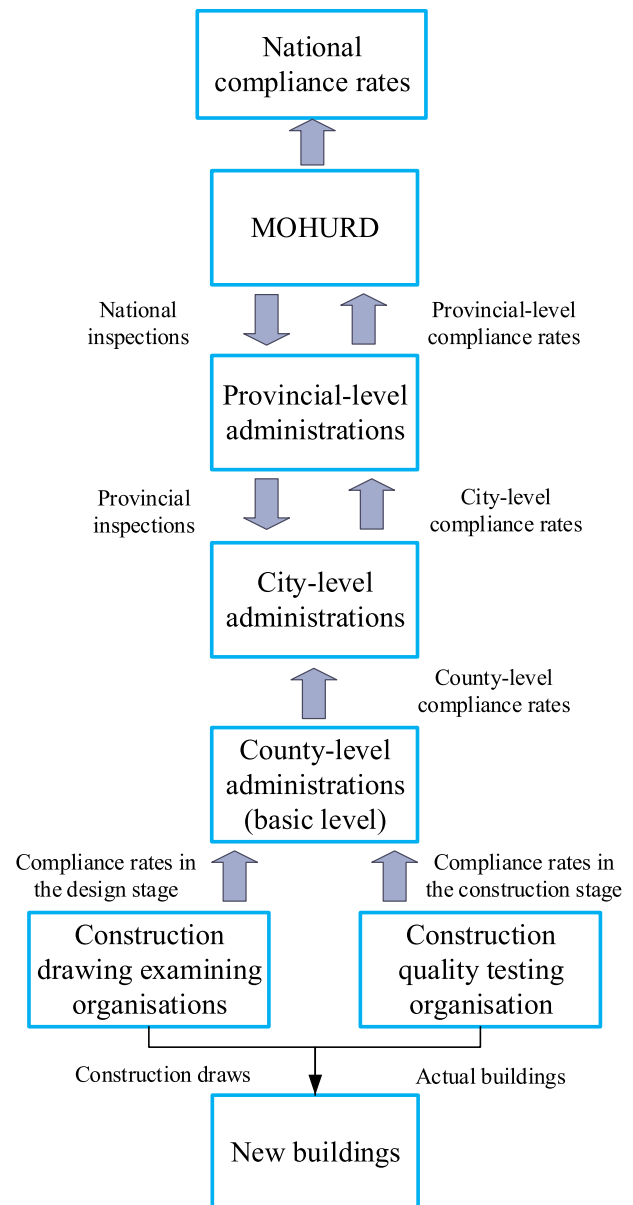 National
compliance rates
MOHURD
National
inspections
Provincial-level
compliance rates
Provincial-level
administrations
Provincial
inspections
City-level
compliance rates
City-level
administrations
County-level
compliance rates
County-level
administrations
(basic level)
Compliance rates in
the design stage
Compliance rates in
the construction stage
Construction
drawing examining
organisations
Construction
quality testing
organisation
Construction draws
Actual buildings
New buildings